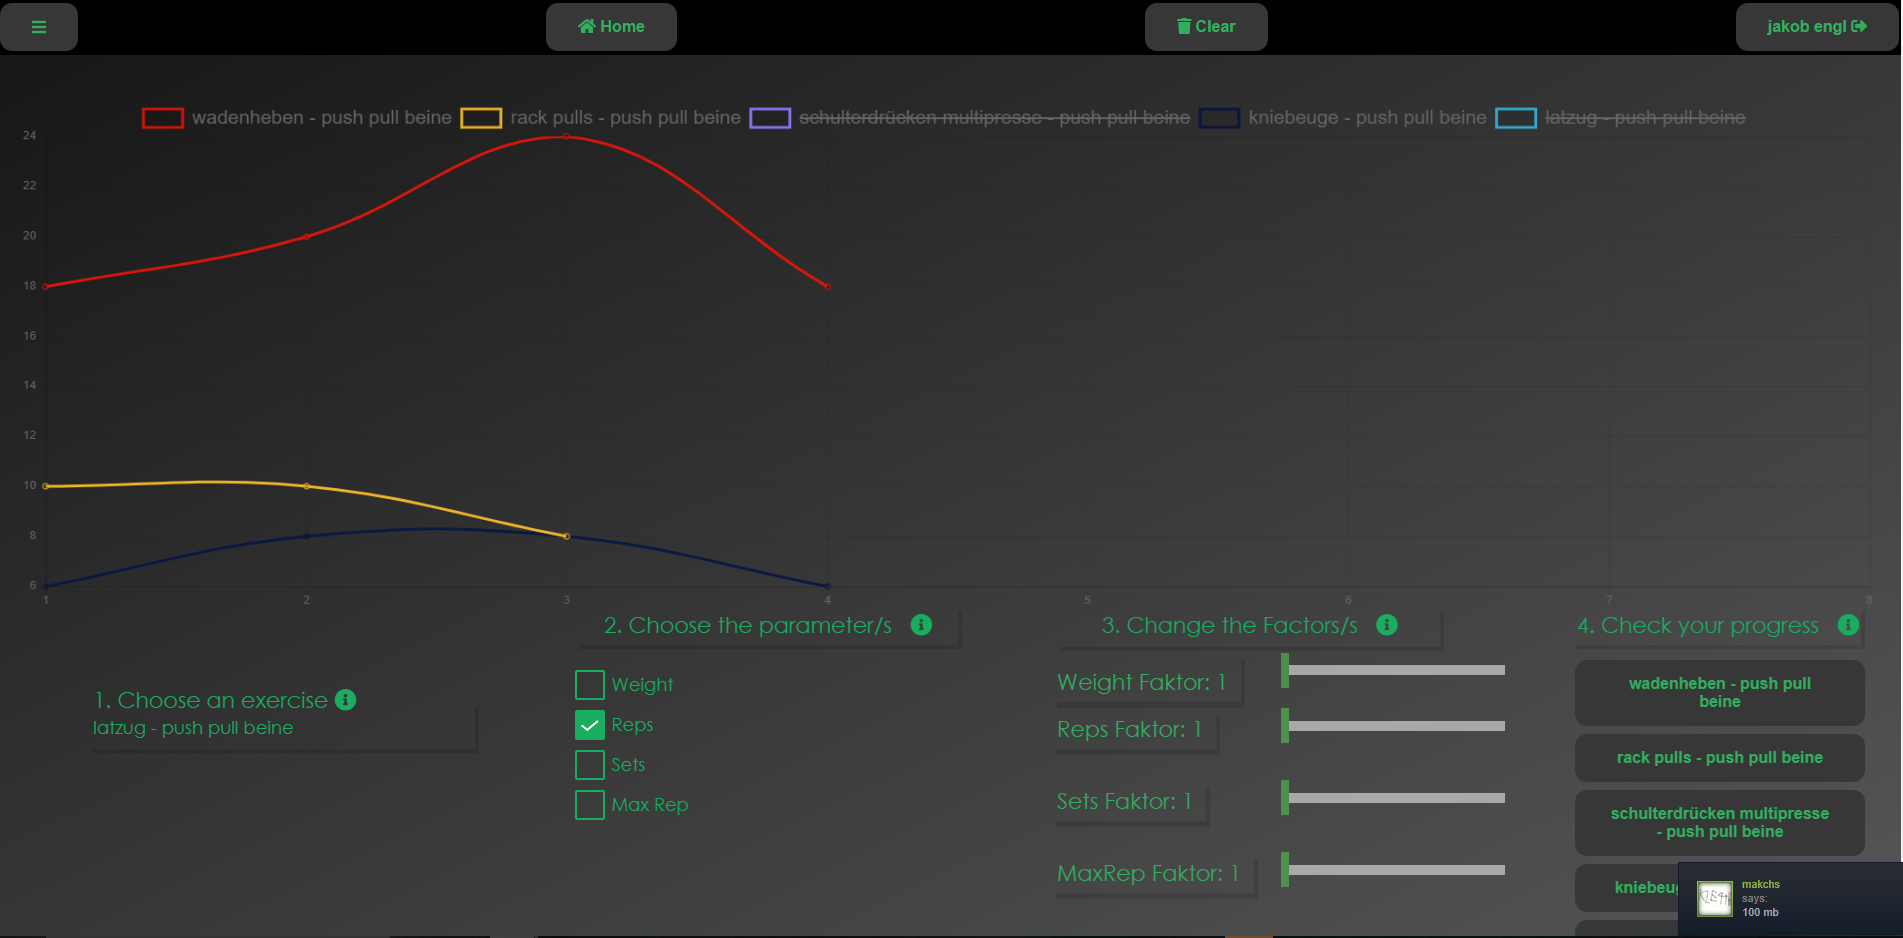 Home
Clear
jakob engl
wadenheben - push pull beine
rack pulls - push pull beine
schulterdrücken multipresse - push pull beine
kniebeuge - push pull beine
latzug - push pull beine
24
22
20
18
16
14
12
10
8
6
1
2
3
4
5
6
7
8
1. Choose an exercise
latzug - push pull beine
2. Choose the parameter/s
Weight
Reps
Sets
Max Rep
3. Change the Factors/s
Weight Faktor: 1
Reps Faktor: 1
Sets Faktor: 1
MaxRep Faktor: 1
4. Check your progress
wadenheben - push pull
beine
rack pulls - push pull beine
schulterdrücken multipresse
- push pull beine
makchs
says:
100 mb